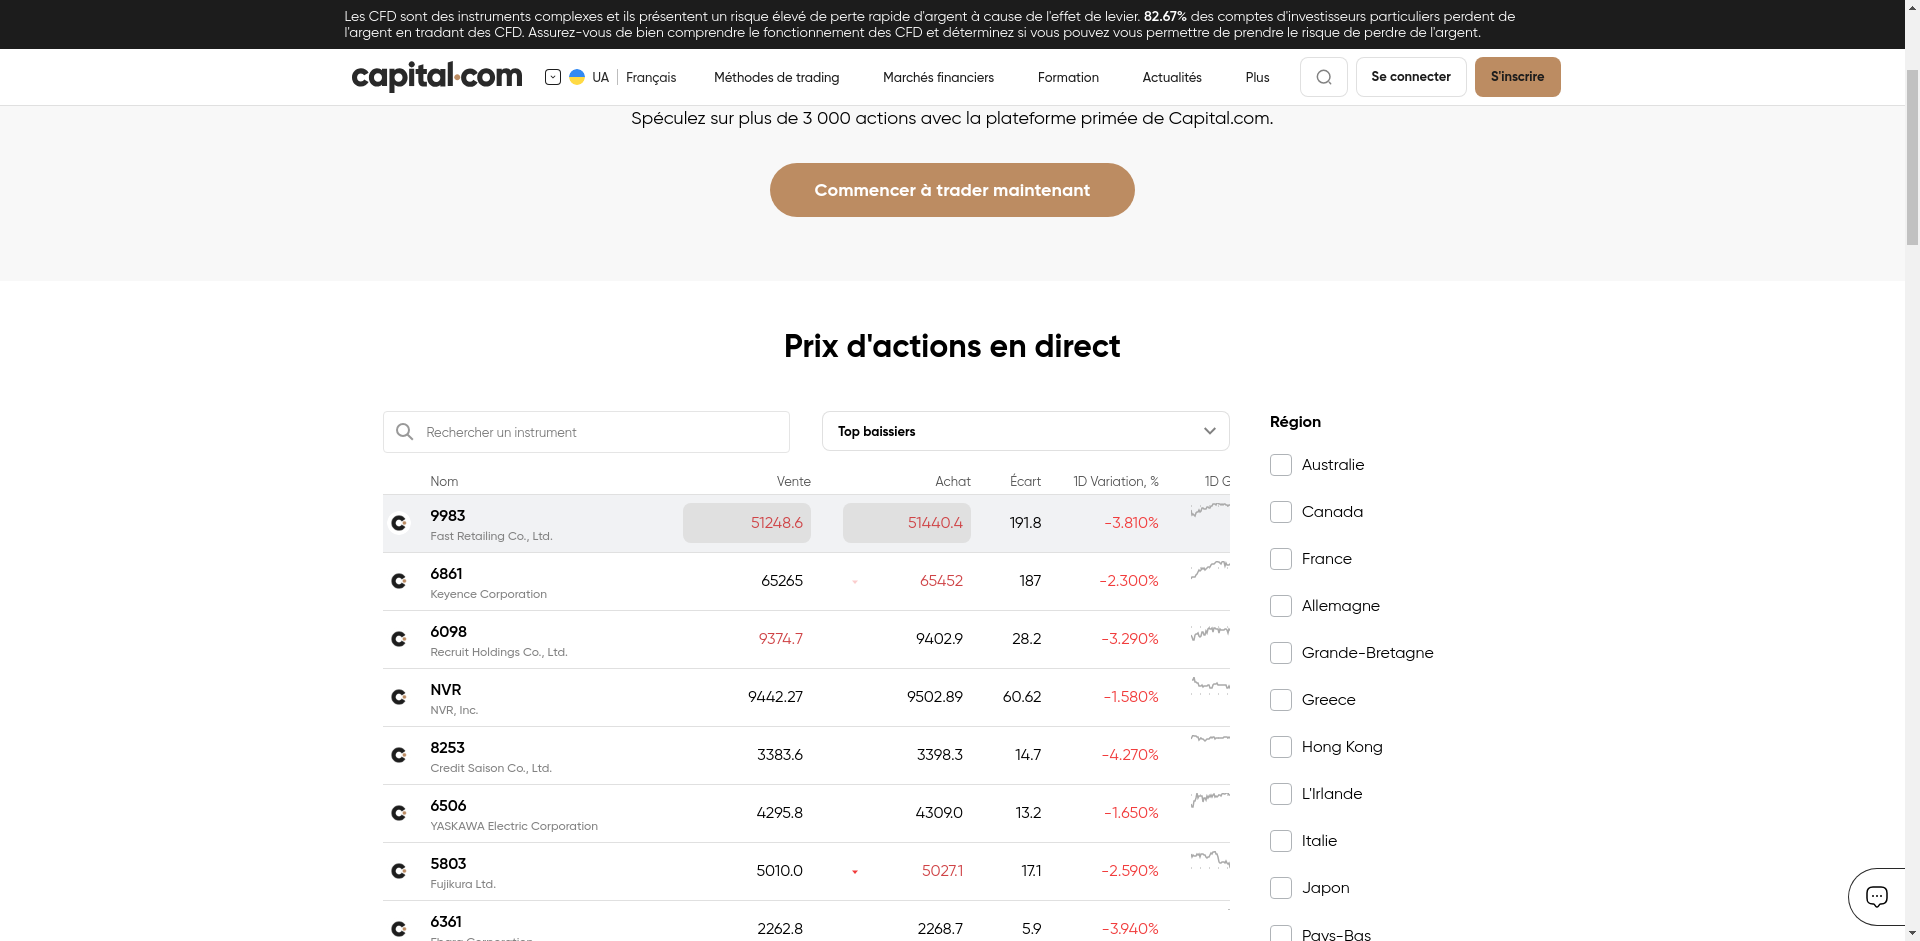 Les CFD sont des instruments complexes et ils présentent un risque élevé de perte rapide d'argent à cause de l'effet de levier. 82.67% des comptes d'investisseurs particuliers perdent de
l'argent en tradant des CFD. Assurez-vous de bien comprendre le fonctionnement des CFD et déterminez si vous pouvez vous permettre de prendre le risque de perdre de l'argent.
capital.com UA Français Méthodes de trading Marchés financiers Formation Actualités Plus Se connecter S'inscrire
Spéculez sur plus de 3 000 actions avec la plateforme primée de Capital.com.
Commencer à trader maintenant
Prix d'actions en direct
Rechercher un instrument Top baissiers
Nom Vente Achat Écart 1D Variation, % 1D G
9983 51248.6 51440.4 191.8 -3.810%
Fast Retailing Co., Ltd.
6861 65265 65452 187 -2.300%
Keyence Corporation
6098 9374.7 9402.9 28.2 -3.290%
Recruit Holdings Co., Ltd.
NVR 9442.27 9502.89 60.62 -1.580%
NVR, Inc.
8253 3383.6 3398.3 14.7 -4.270%
Credit Saison Co., Ltd.
6506 4295.8 4309.0 13.2 -1.650%
YASKAWA Electric Corporation
5803 5010.0 5027.1 17.1 -2.590%
Fujikura Ltd.
6361 2262.8 2268.7 5.9 -3.940%
Ebara Corporation
Région
Australie
Canada
France
Allemagne
Grande-Bretagne
Greece
Hong Kong
L'Irlande
Italie
Japon
Pays-Bas